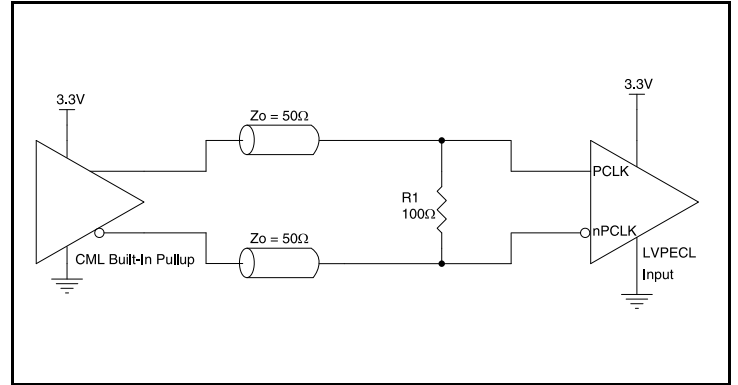 3.3V
3.3V
Zo = 50Ω
PCLK
R1
100Ω
Zo = 50Ω
nPCLK
CML Built-In Pullup
LVPECL
Input